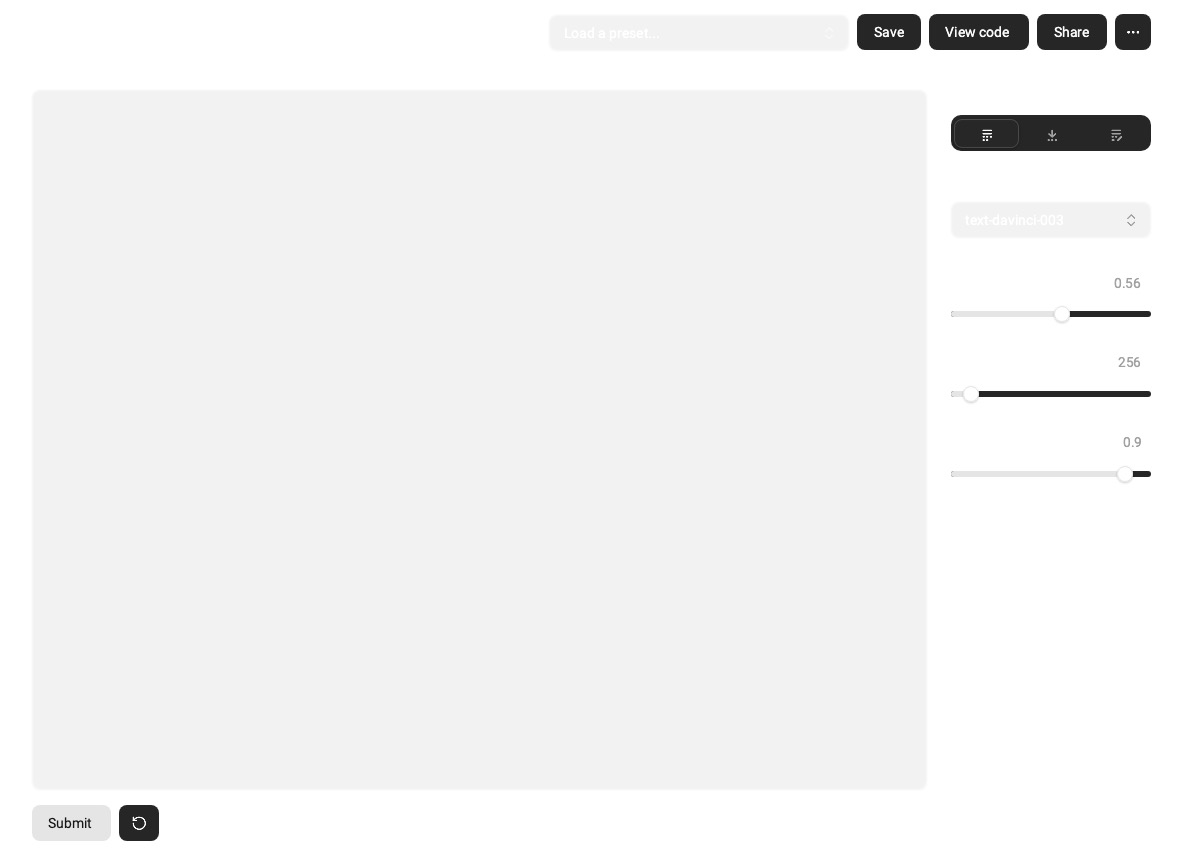 Load a preset...
Save
View code
Share
text-davinci-003
0.56
256
0.9
Submit